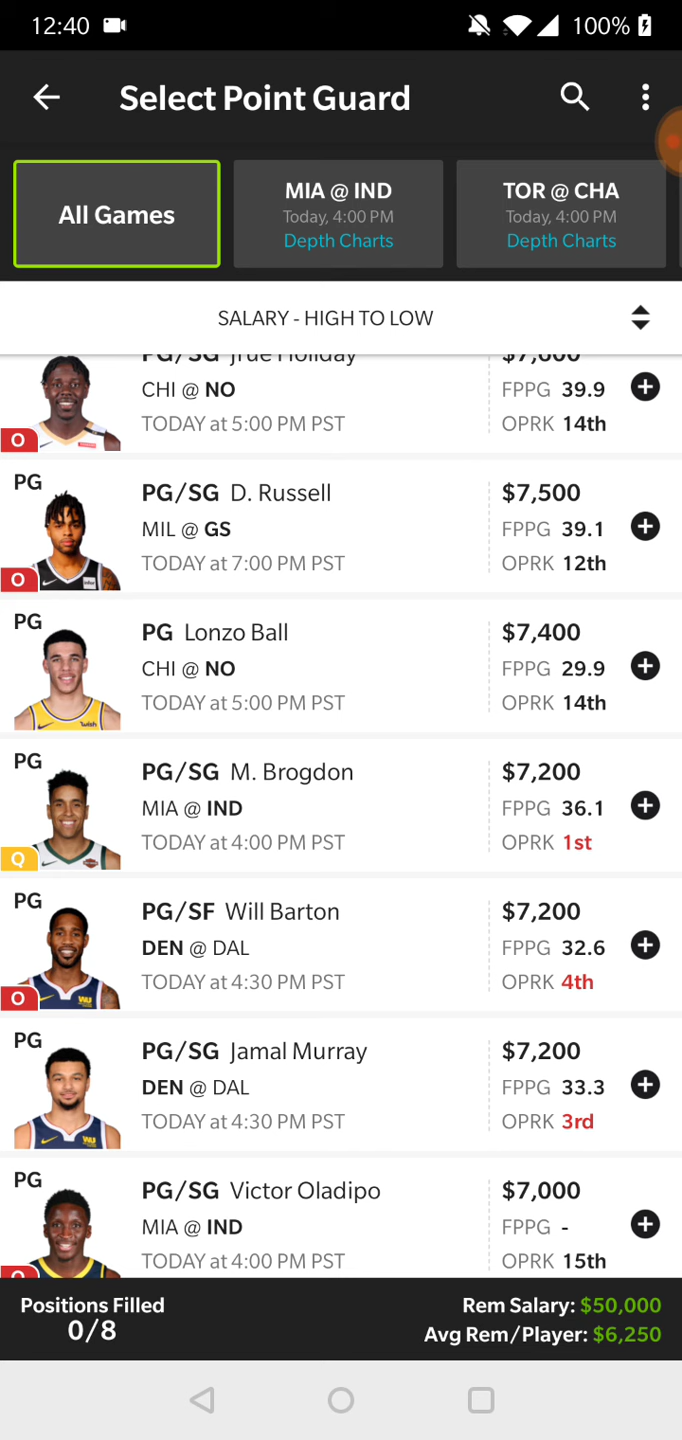 12:40 100%
Select Point Guard
All Games
MIA @ IND
Today, 4:00 PM
Depth Charts
TOR @ CHA
Today, 4:00 PM
Depth Charts
SALARY - HIGH TO LOW
PG/SG Jrue Holiday $7,600
CHI @ NO FPPG 39.9
TODAY at 5:00 PM PST OPRK 14th
O
PG
PG/SG D. Russell $7,500
MIL @ GS FPPG 39.1
TODAY at 7:00 PM PST OPRK 12th
O
PG
PG Lonzo Ball $7,400
CHI @ NO FPPG 29.9
TODAY at 5:00 PM PST OPRK 14th
PG
PG/SG M. Brogdon $7,200
MIA @ IND FPPG 36.1
TODAY at 4:00 PM PST OPRK 1st
Q
PG
PG/SF Will Barton $7,200
DEN @ DAL FPPG 32.6
TODAY at 4:30 PM PST OPRK 4th
O
PG
PG/SG Jamal Murray $7,200
DEN @ DAL FPPG 33.3
TODAY at 4:30 PM PST OPRK 3rd
PG
PG/SG Victor Oladipo $7,000
MIA @ IND FPPG -
TODAY at 4:00 PM PST OPRK 15th
O
Positions Filled
0/8
Rem Salary: $50,000
Avg Rem/Player: $6,250